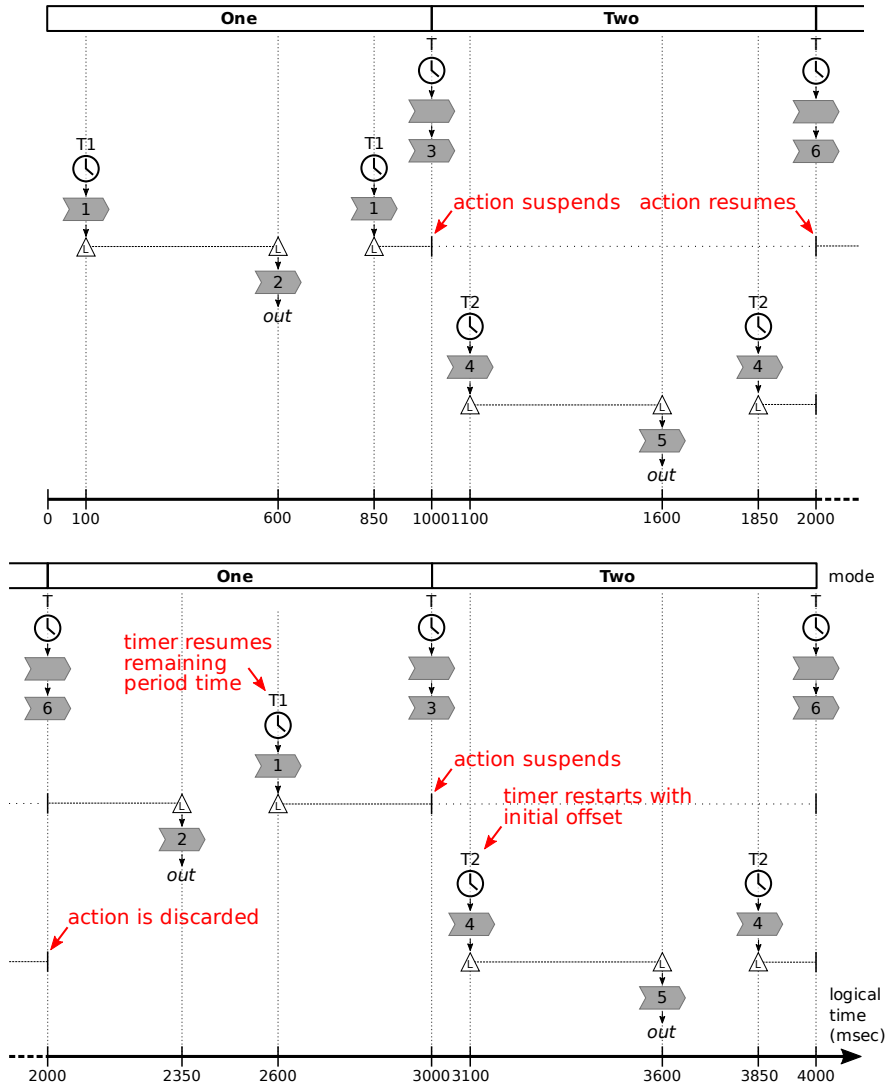 One Two
T T
3 6
T1 T1
1 1
action suspends action resumes
L L L
2
out
T2 T2
4 4
L L L
5
out
0 100 600 850 1000 1100 1600 1850 2000
One Two mode
T T T
6 3 6
timer resumes
remaining
period time
T1
1
action suspends
L L
timer restarts with
initial offset
2
out
T2 T2
action is discarded
4 4
L L L
5
out
logical
time
(msec)
2000 2350 2600 3000 3100 3600 3850 4000